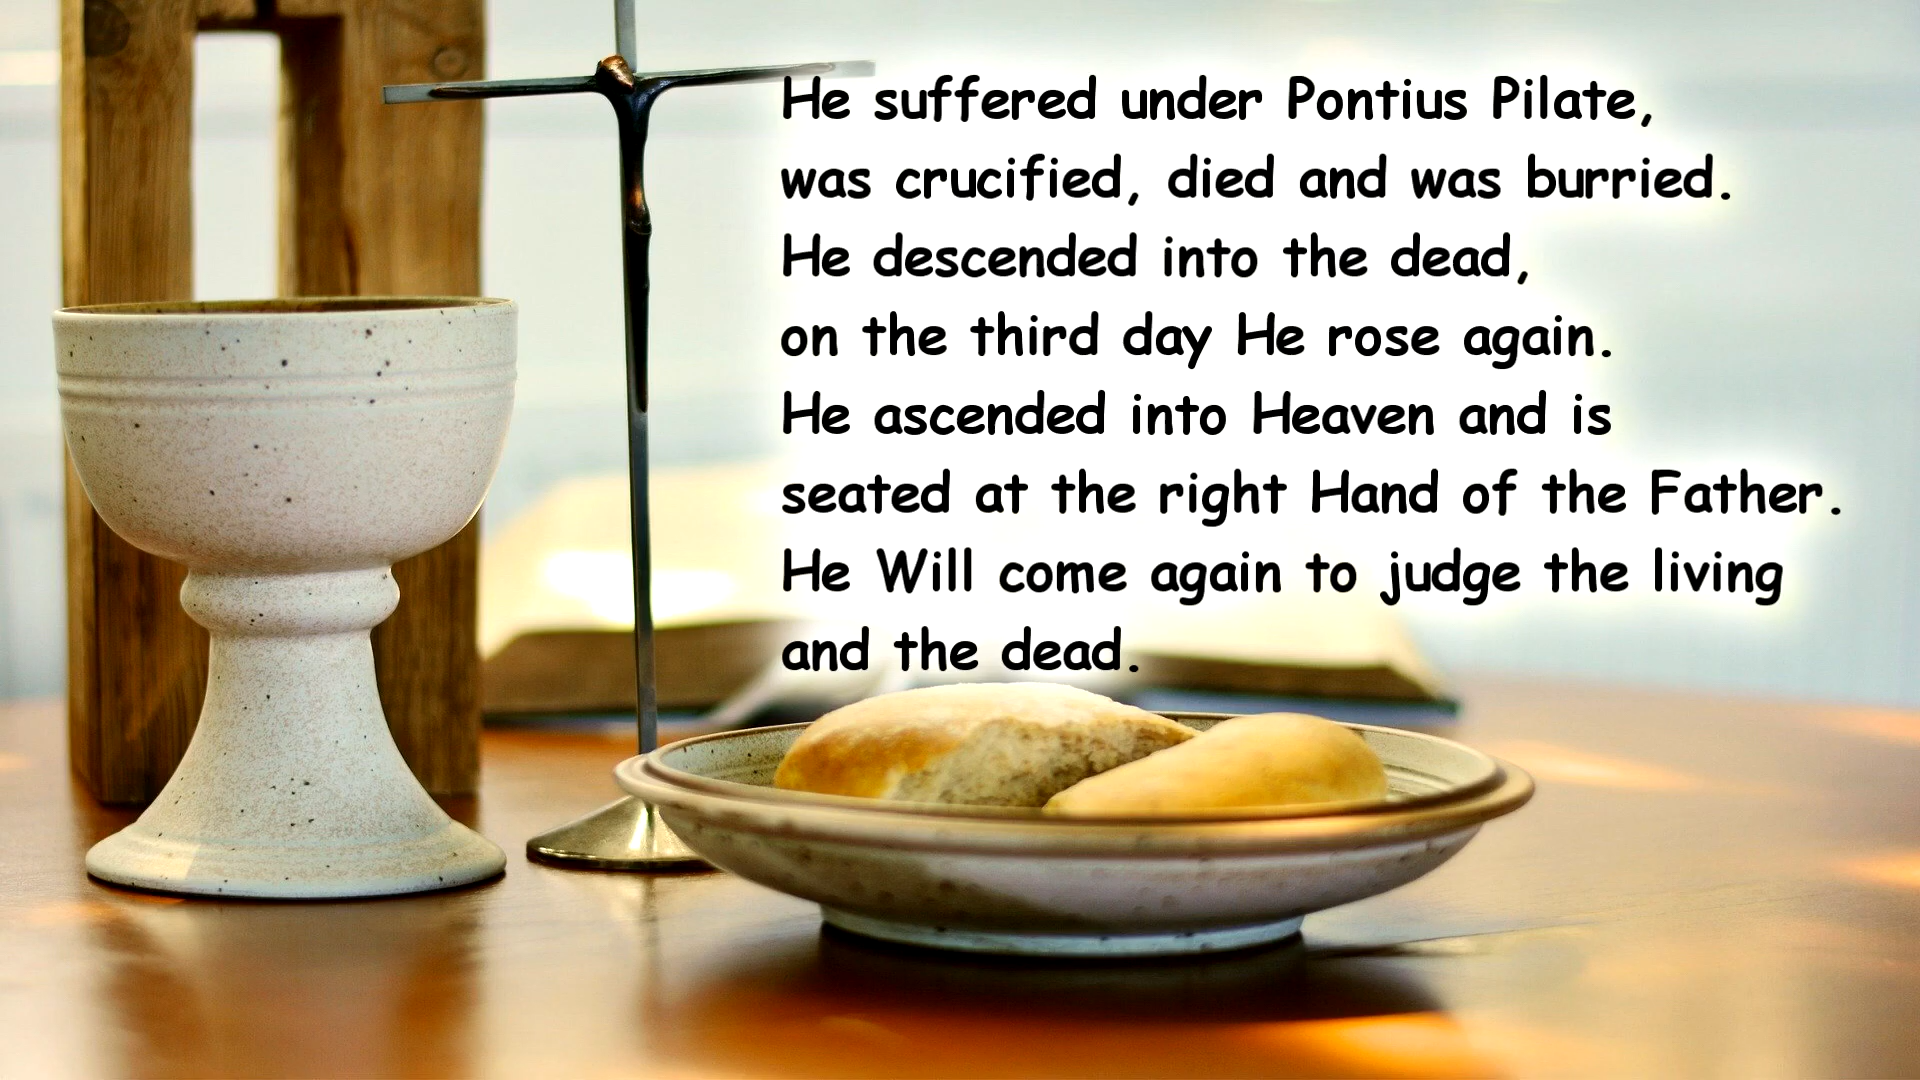 He suffered under Pontius Pilate,
was crucified, died and was burried.
He descended into the dead,
on the third day He rose again.
He ascended into Heaven and is
seated at the right Hand of the Father.
He Will come again to judge the living
and the dead.